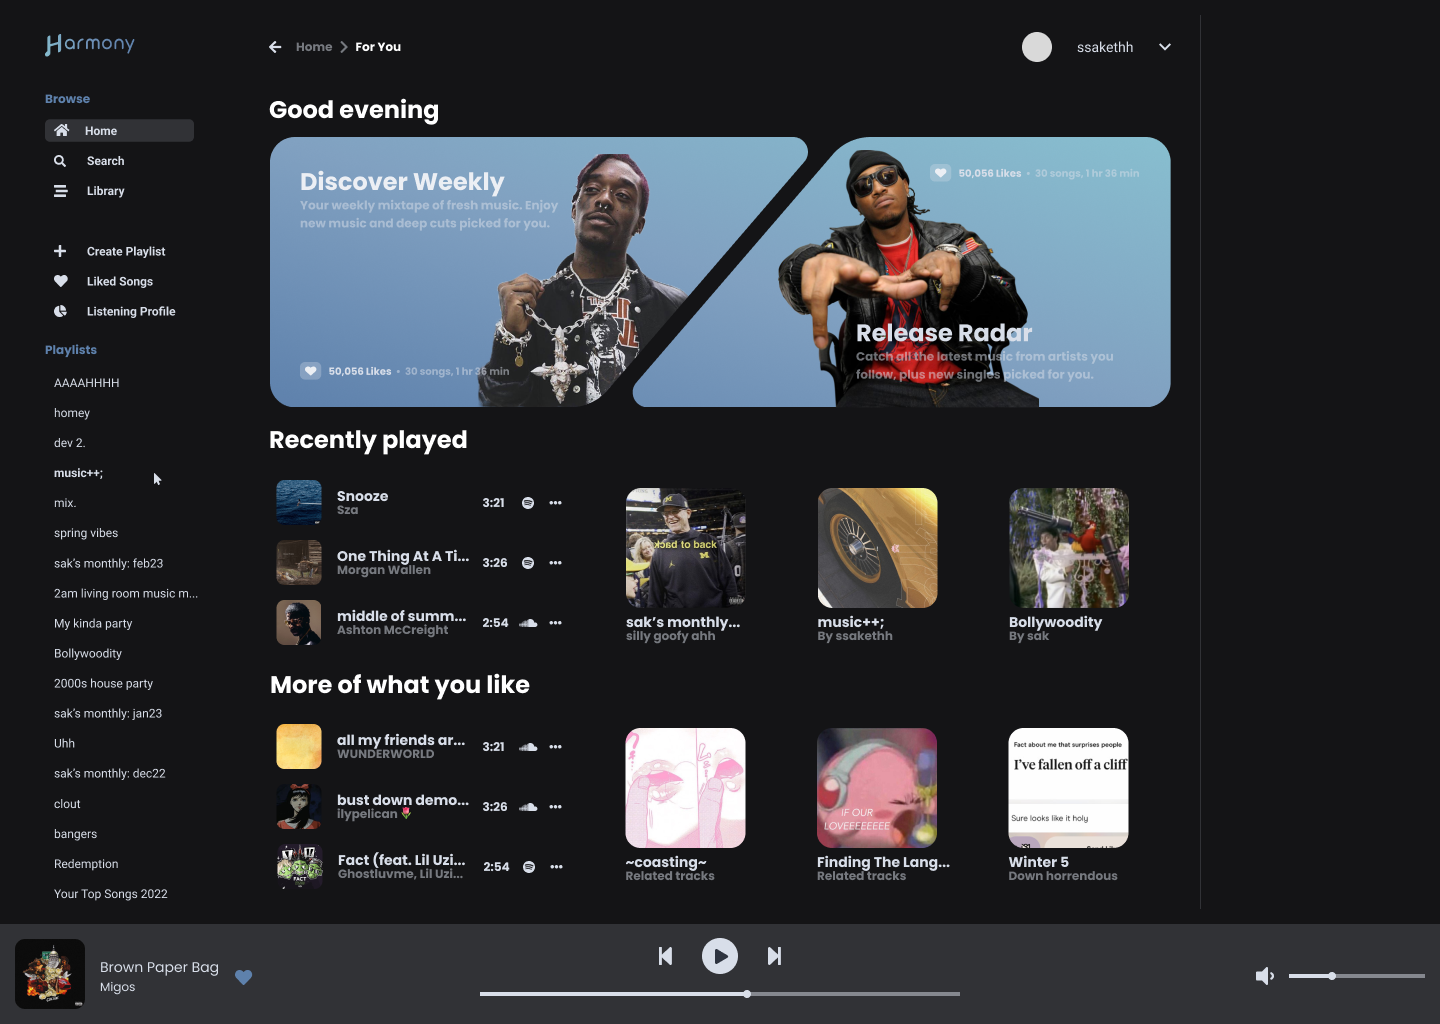 Harmony
Home
For You
ssakethh
Browse
Home
Search
Library
Create Playlist
Liked Songs
Listening Profile
Playlists
AAAAHHHH
homey
dev 2.
music++;
mix.
spring vibes
sak's monthly: feb23
2am living room music m...
My kinda party
Bollywoodity
2000s house party
sak's monthly: jan23
Uhh
sak's monthly: dec22
clout
bangers
Redemption
Your Top Songs 2022
Good evening
Discover Weekly
Your weekly mixtape of fresh music. Enjoy
new music and deep cuts picked for you.
50,056 Likes • 30 songs, 1 hr 36 min
50,056 Likes • 30 songs, 1 hr 36 min
Release Radar
Catch all the latest music from artists you
follow, plus new singles picked for you.
Recently played
Snooze
Sza
3:21
One Thing At A Ti...
Morgan Wallen
3:26
middle of summ...
Ashton McCreight
2:54
back to back
sak's monthly...
silly goofy ahh
music++;
By ssakethh
Bollywoodity
By sak
More of what you like
all my friends ar...
WUNDERWORLD
3:21
bust down demo...
ilypelican🌹
3:26
FACT
Fact (feat. Lil Uzi...
Ghostluvme, Lil Uzi...
2:54
~coasting~
Related tracks
IF OUR
LOVEEEEEEEE
Finding The Lang...
Related tracks
Fact about me that surprises people
I've fallen off a cliff
Sure looks like it holy
Winter 5
Down horrendous
Brown Paper Bag
Migos